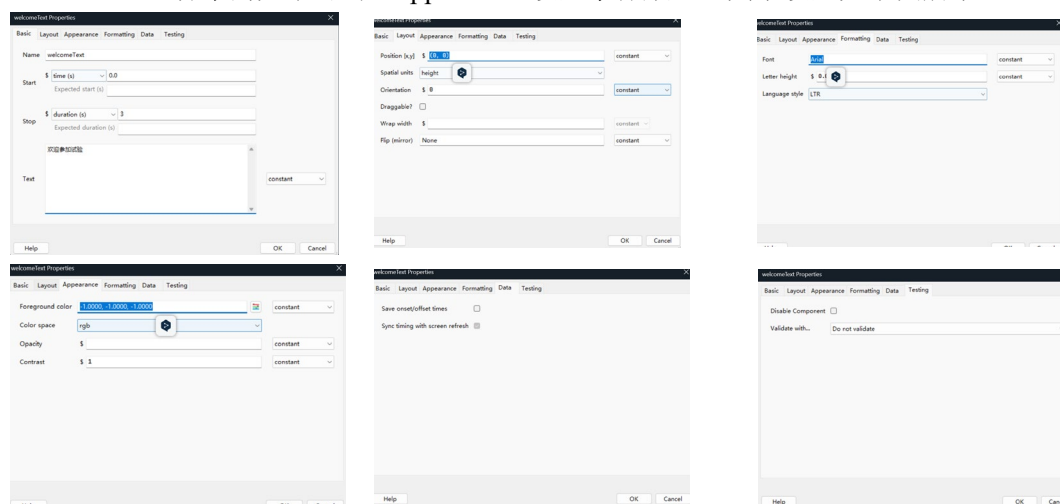 welcomeText Properties
Basic Layout Appearance Formatting Data Testing
Name welcomeText
Start $ time (s) 0.0
Expected start (s)
Stop $ duration (s) 3
Expected duration (s)
Text 欢迎参加试验 constant
Help OK Cancel
welcomeText Properties
Basic Layout Appearance Formatting Data Testing
Position [x,y] $ (0, 0) constant
Spatial units height
Orientation $ 0 constant
Draggable?
Wrap width $ constant
Flip (mirror) None constant
Help OK Cancel
welcomeText Properties
Basic Layout Appearance Formatting Data Testing
Font Arial constant
Letter height $ constant
Language style LTR
welcomeText Properties
Basic Layout Appearance Formatting Data Testing
Foreground color -1.0000, -1.0000, -1.0000 constant
Color space rgb
Opacity $ constant
Contrast $ 1 constant
welcomeText Properties
Basic Layout Appearance Formatting Data Testing
Save onset/offset times
Sync timing with screen refresh
Help OK Cancel
welcomeText Properties
Basic Layout Appearance Formatting Data Testing
Disable Component
Validate with... Do not validate
Help OK